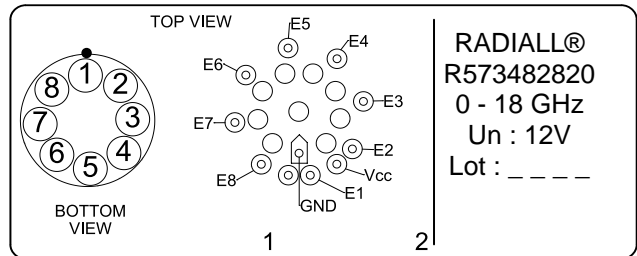 TOP VIEW
1
2
3
4
5
6
7
8
BOTTOM
VIEW
E5
E4
E6
E3
E7
E2
Vcc
E8
E1
GND
1
2
RADIALL®
R573482820
0 - 18 GHz
Un : 12V
Lot : _ _ _ _